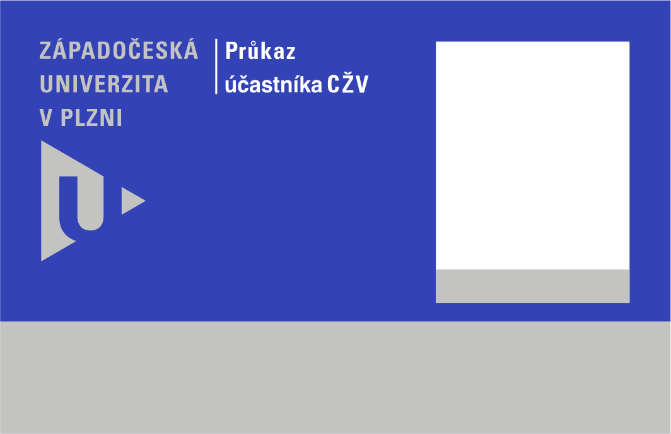 ZÁPADOČESKÁ
UNIVERZITA
V PLZNI
Průkaz
účastníka CŽV
U